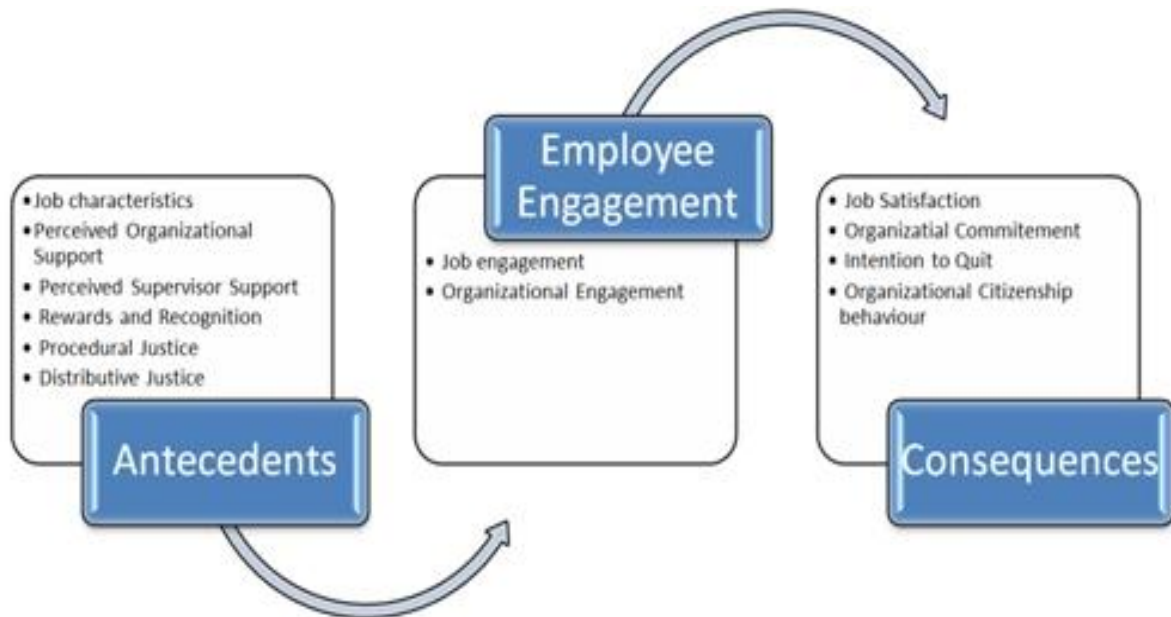 • Job characteristics
• Perceived Organizational
Support
• Perceived Supervisor Support
• Rewards and Recognition
• Procedural Justice
• Distributive Justice
Antecedents
Employee
Engagement
• Job engagement
• Organizational Engagement
• Job Satisfaction
• Organizatial Commitement
• Intention to Quit
• Organizational Citizenship
behaviour
Consequences